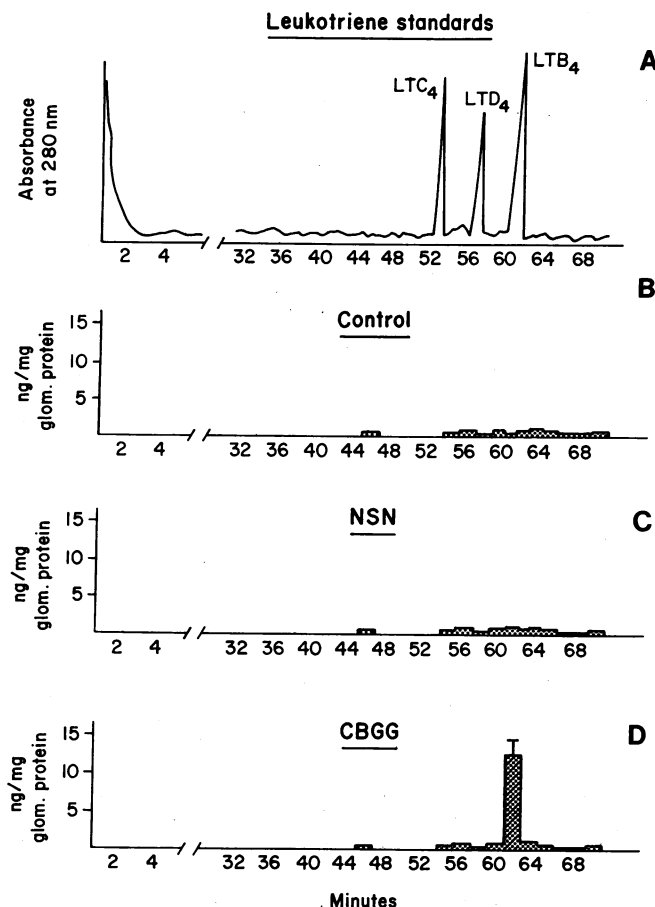 Leukotriene standards
A
Absorbance
at 280 nm
LTC4
LTD4
LTB4
2 4 32 36 40 44 48 52 56 60 64 68
B
Control
ng/mg
glom. protein
15
10
5
2 4 32 36 40 44 48 52 56 60 64 68
C
NSN
ng/mg
glom. protein
15
10
5
2 4 32 36 40 44 48 52 56 60 64 68
D
CBGG
ng/mg
glom. protein
15
10
5
2 4 32 36 40 44 48 52 56 60 64 68
Minutes